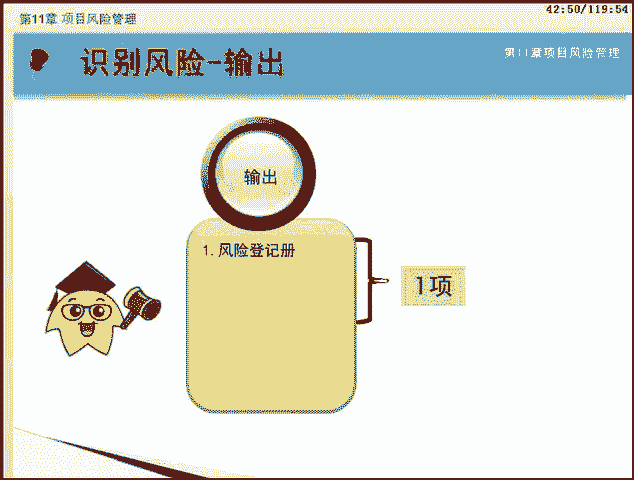 第11章 项目风险管理
42:50/119:54
识别风险-输出
第11章项目风险管理
输出
1.风险登记册
1项